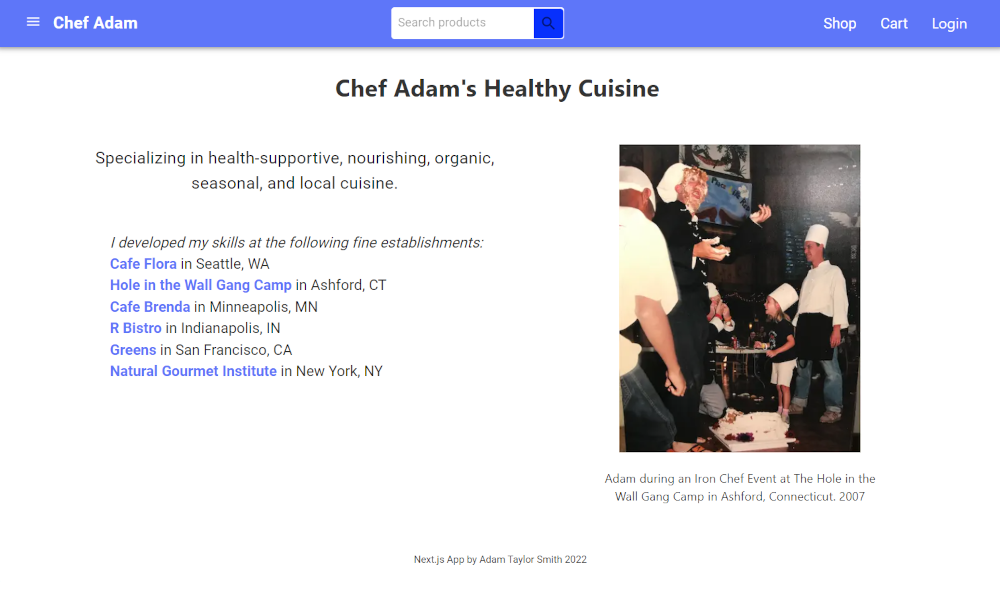 Chef Adam
Search products
Shop
Cart
Login
Chef Adam's Healthy Cuisine
Specializing in health-supportive, nourishing, organic,
seasonal, and local cuisine.
I developed my skills at the following fine establishments:
Cafe Flora in Seattle, WA
Hole in the Wall Gang Camp in Ashford, CT
Cafe Brenda in Minneapolis, MN
R Bistro in Indianapolis, IN
Greens in San Francisco, CA
Natural Gourmet Institute in New York, NY
Adam during an Iron Chef Event at The Hole in the
Wall Gang Camp in Ashford, Connecticut. 2007
Next.js App by Adam Taylor Smith 2022